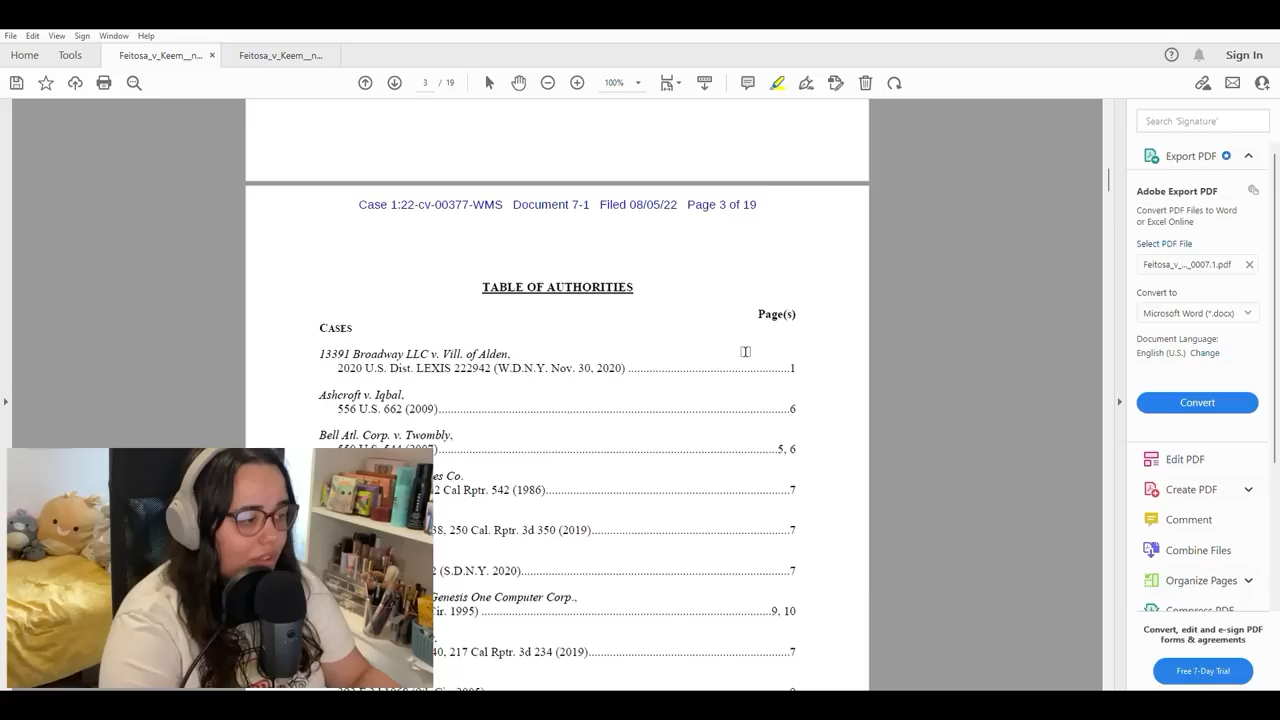 File Edit View Sign Window Help
Home Tools Feitosa_v_Keem__n... × Feitosa_v_Keem__n... Sign In
3 / 19 100%
Case 1:22-cv-00377-WMS Document 7-1 Filed 08/05/22 Page 3 of 19
TABLE OF AUTHORITIES
Page(s)
CASES
13391 Broadway LLC v. Vill. of Alden,
2020 U.S. Dist. LEXIS 222942 (W.D.N.Y. Nov. 30, 2020) ...............................................1
Ashcroft v. Iqbal,
556 U.S. 662 (2009)..........................................................................................6
Bell Atl. Corp. v. Twombly,
550 U.S. 544 (2007)......................................................................................5, 6
es Co.
2 Cal Rptr. 542 (1986)................................................................7
38, 250 Cal. Rptr. 3d 350 (2019)...................................................7
2 (S.D.N.Y. 2020)....................................................................7
Genesis One Computer Corp.,
ir. 1995) ...........................................................................9, 10
40, 217 Cal Rptr. 3d 234 (2019)...................................................7
Search 'Signature'
Export PDF
Adobe Export PDF
Convert PDF Files to Word
or Excel Online
Select PDF File
Feitosa_v_..._0007.1.pdf ×
Convert to
Microsoft Word (*.docx)
Document Language:
English (U.S.) Change
Convert
Edit PDF
Create PDF
Comment
Combine Files
Organize Pages
Compress PDF
Convert, edit and e-sign PDF
forms & agreements
Free 7-Day Trial